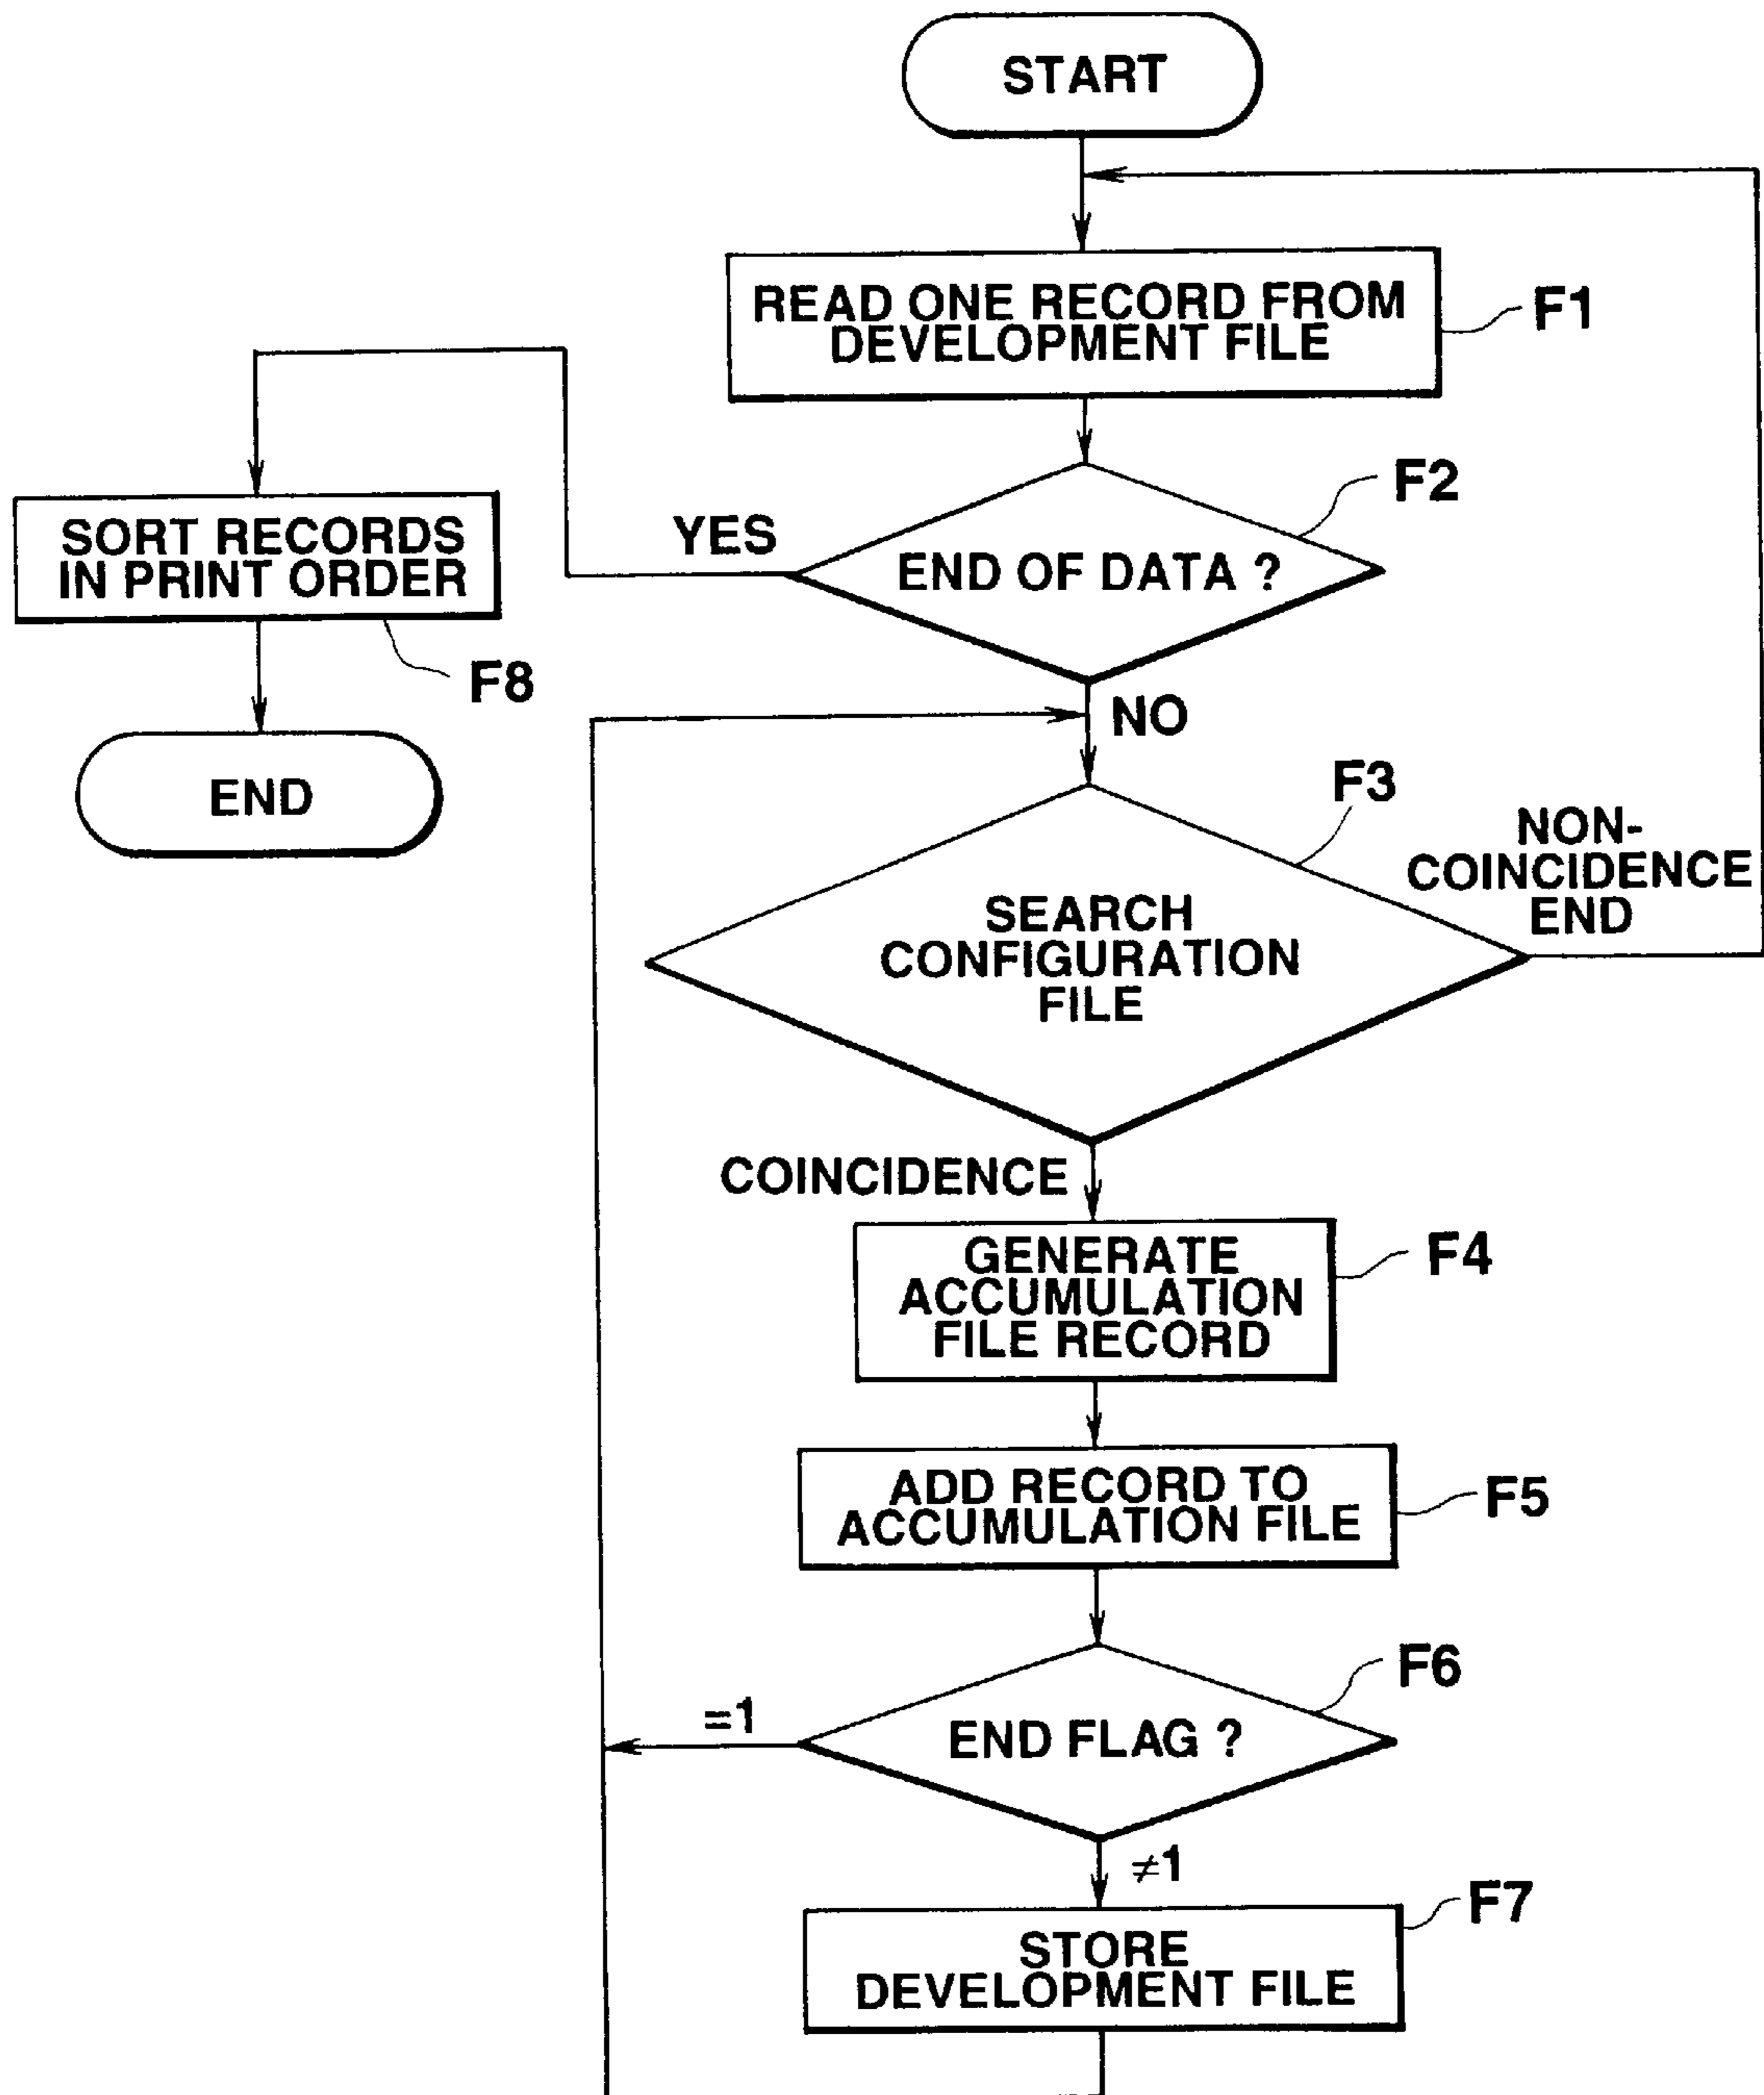 START
READ ONE RECORD FROM
DEVELOPMENT FILE
F1
F2
YES
END OF DATA ?
SORT RECORDS
IN PRINT ORDER
F8
NO
END
F3
NON-
COINCIDENCE
END
SEARCH
CONFIGURATION
FILE
COINCIDENCE
GENERATE
ACCUMULATION
FILE RECORD
F4
ADD RECORD TO
ACCUMULATION FILE
F5
F6
=1
END FLAG ?
≠1
F7
STORE
DEVELOPMENT FILE